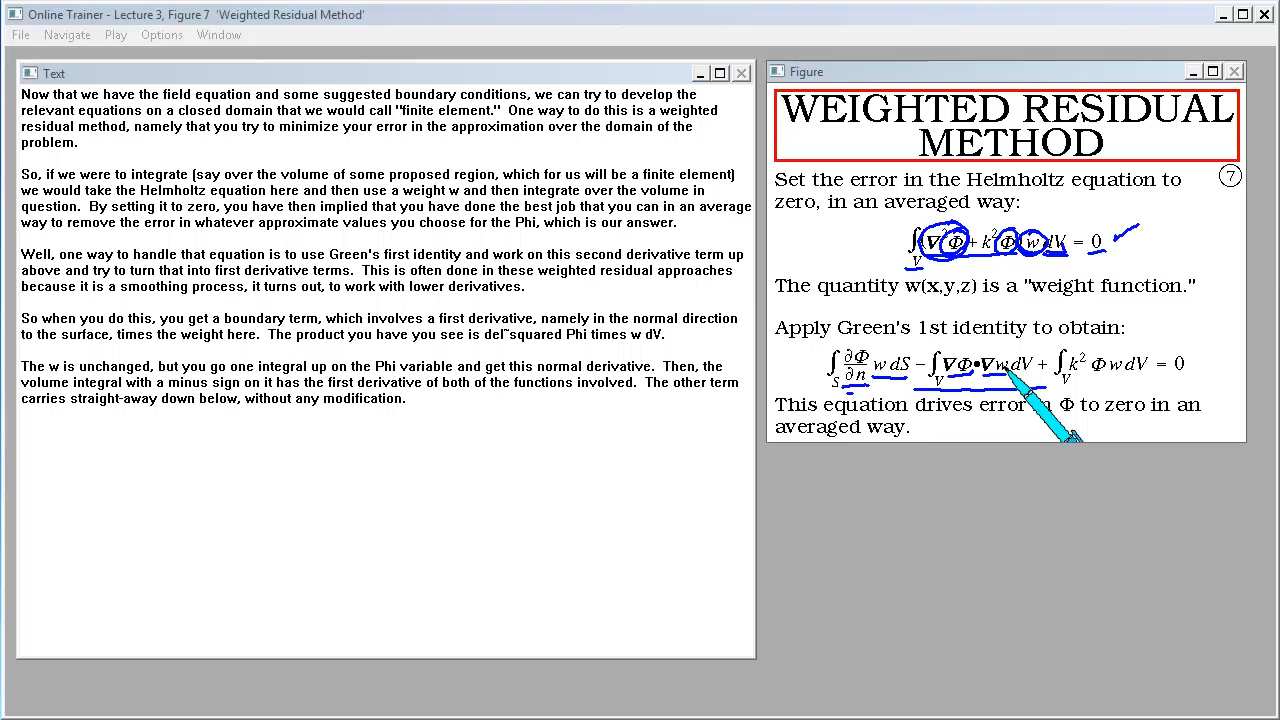 Online Trainer - Lecture 3, Figure 7 'Weighted Residual Method'
File Navigate Play Options Window
Text
Now that we have the field equation and some suggested boundary conditions, we can try to develop the
relevant equations on a closed domain that we would call "finite element." One way to do this is a weighted
residual method, namely that you try to minimize your error in the approximation over the domain of the
problem.
So, if we were to integrate (say over the volume of some proposed region, which for us will be a finite element)
we would take the Helmholtz equation here and then use a weight w and then integrate over the volume in
question. By setting it to zero, you have then implied that you have done the best job that you can in an average
way to remove the error in whatever approximate values you choose for the Phi, which is our answer.
Well, one way to handle that equation is to use Green's first identity and work on this second derivative term up
above and try to turn that into first derivative terms. This is often done in these weighted residual approaches
because it is a smoothing process, it turns out, to work with lower derivatives.
So when you do this, you get a boundary term, which involves a first derivative, namely in the normal direction
to the surface, times the weight here. The product you have you see is del~squared Phi times w dV.
The w is unchanged, but you go one integral up on the Phi variable and get this normal derivative. Then, the
volume integral with a minus sign on it has the first derivative of both of the functions involved. The other term
carries straight-away down below, without any modification.
Figure
WEIGHTED RESIDUAL
METHOD
Set the error in the Helmholtz equation to 7
zero, in an averaged way:
∫V (∇²Φ + k²Φ) w dV = 0
The quantity w(x,y,z) is a "weight function."
Apply Green's 1st identity to obtain:
∫S ∂Φ/∂n w dS − ∫V ∇Φ•∇w dV + ∫V k² Φ w dV = 0
This equation drives error in Φ to zero in an
averaged way.